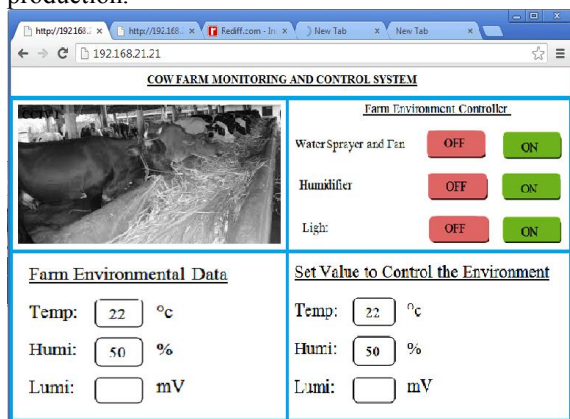 production.
http://192.168.2 http://192.168. Rediff.com - In New Tab New Tab
192.168.21.21
COW FARM MONITORING AND CONTROL SYSTEM
CCTV1
Farm Environment Controller
Water Sprayer and Fan OFF ON
Humidifier OFF ON
Light OFF ON
Farm Environmental Data
Temp: 22 °c
Humi: 50 %
Lumi: mV
Set Value to Control the Environment
Temp: 22 °c
Humi: 50 %
Lumi: mV